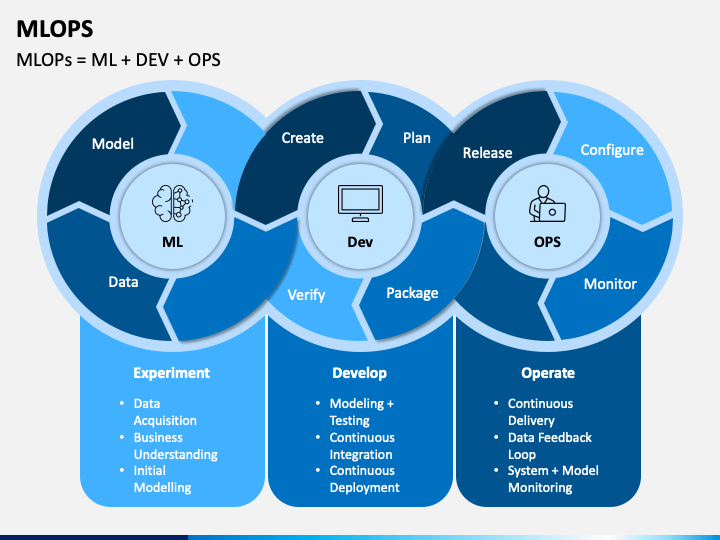 MLOPS
MLOPs = ML + DEV + OPS
Model
Create
Plan
Release
Configure
ML
Dev
OPS
Data
Verify
Package
Monitor
Experiment
• Data
Acquisition
• Business
Understanding
• Initial
Modelling
Develop
• Modeling +
Testing
• Continuous
Integration
• Continuous
Deployment
Operate
• Continuous
Delivery
• Data Feedback
Loop
• System + Model
Monitoring